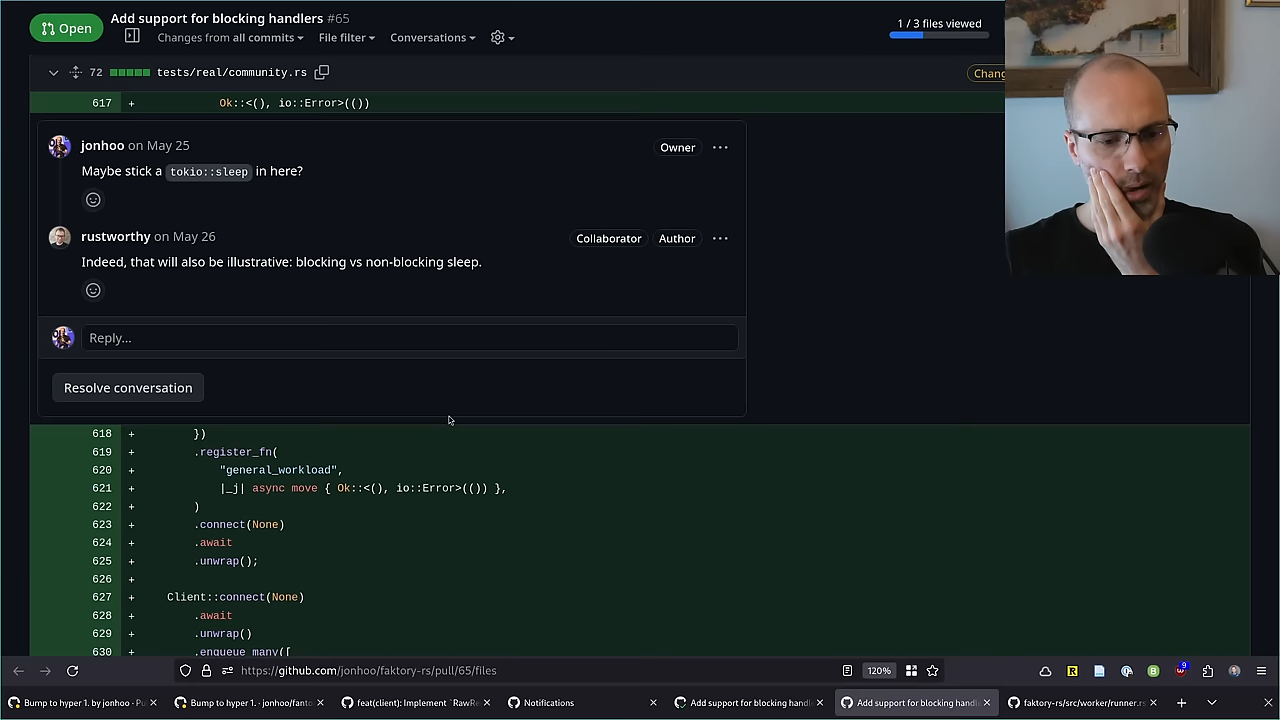 Open
Add support for blocking handlers #65
Changes from all commits
File filter
Conversations
1 / 3 files viewed
72 tests/real/community.rs
617 + Ok::<(), io::Error>(())
jonhoo on May 25
Owner
Maybe stick a tokio::sleep in here?
rustworthy on May 26
Collaborator
Author
Indeed, that will also be illustrative: blocking vs non-blocking sleep.
Reply...
Resolve conversation
618 + })
619 + .register_fn(
620 + "general_workload",
621 + |_j| async move { Ok::<(), io::Error>(()) },
622 + )
623 + .connect(None)
624 + .await
625 + .unwrap();
626 +
627 + Client::connect(None)
628 + .await
629 + .unwrap()
630 + .enqueue_many([
https://github.com/jonhoo/faktory-rs/pull/65/files
120%
9
Bump to hyper 1. by jonhoo · Pu
Bump to hyper 1. · jonhoo/fanto
feat(client): Implement `RawRe
Notifications
Add support for blocking handl
Add support for blocking handl
faktory-rs/src/worker/runner.rs